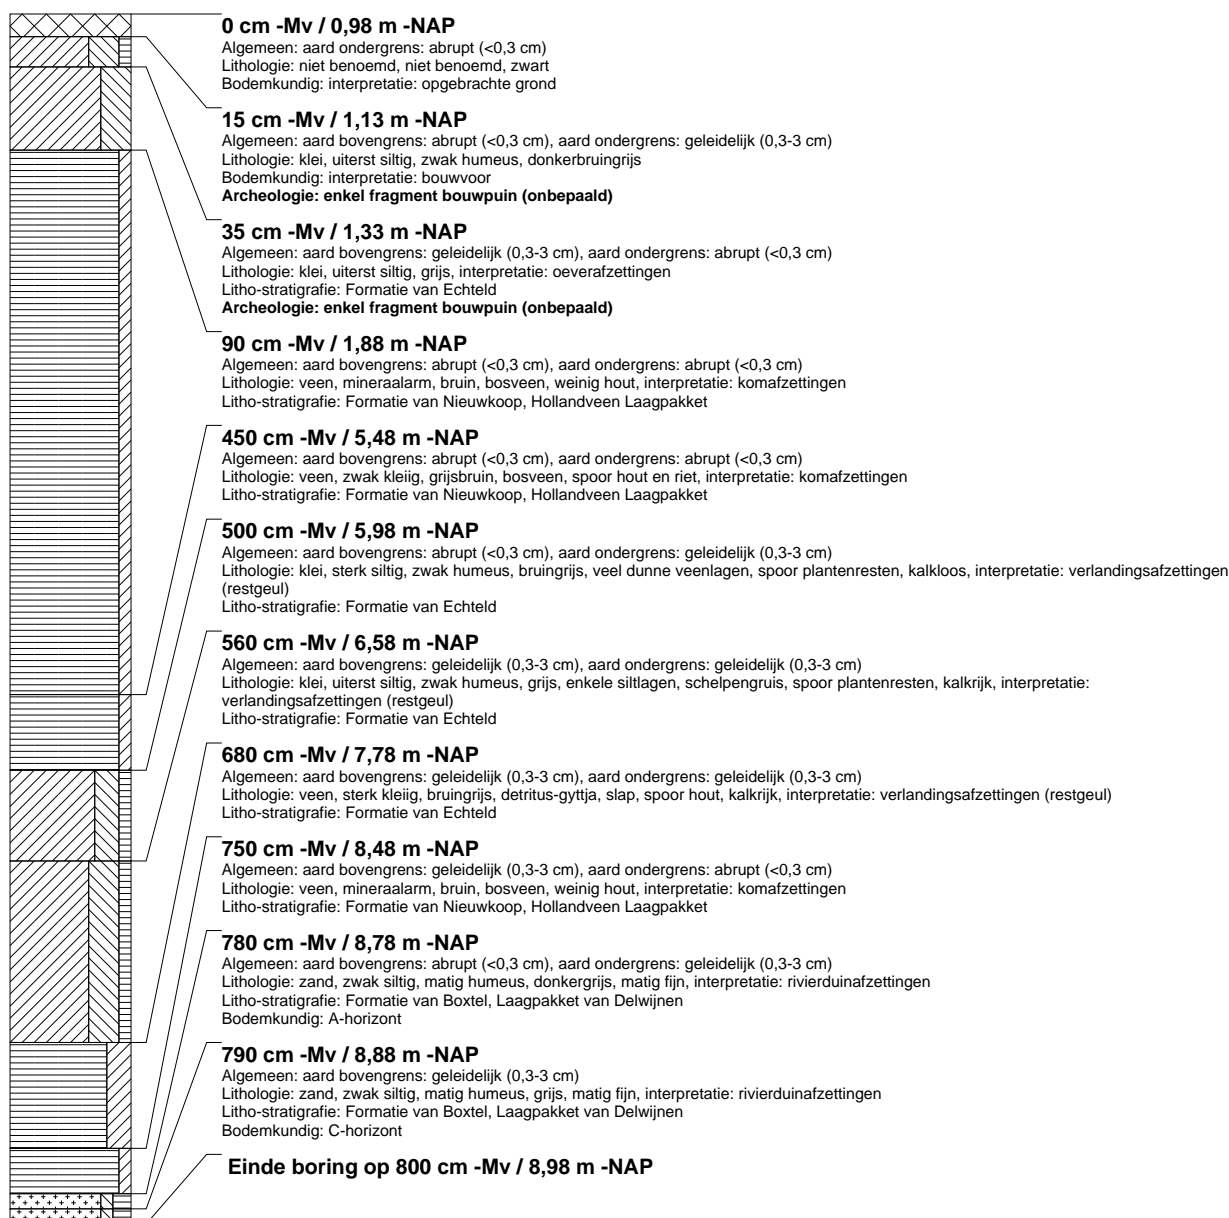 0 cm -Mv / 0,98 m -NAP
Algemeen: aard ondergrens: abrupt (<0,3 cm)
Lithologie: niet benoemd, niet benoemd, zwart
Bodemkundig: interpretatie: opgebrachte grond
15 cm -Mv / 1,13 m -NAP
Algemeen: aard bovengrens: abrupt (<0,3 cm), aard ondergrens: geleidelijk (0,3-3 cm)
Lithologie: klei, uiterst siltig, zwak humeus, donkerbruingrijs
Bodemkundig: interpretatie: bouwvoor
Archeologie: enkel fragment bouwpuin (onbepaald)
35 cm -Mv / 1,33 m -NAP
Algemeen: aard bovengrens: geleidelijk (0,3-3 cm), aard ondergrens: abrupt (<0,3 cm)
Lithologie: klei, uiterst siltig, grijs, interpretatie: oeverafzettingen
Litho-stratigrafie: Formatie van Echteld
Archeologie: enkel fragment bouwpuin (onbepaald)
90 cm -Mv / 1,88 m -NAP
Algemeen: aard bovengrens: abrupt (<0,3 cm), aard ondergrens: abrupt (<0,3 cm)
Lithologie: veen, mineraalarm, bruin, bosveen, weinig hout, interpretatie: komafzettingen
Litho-stratigrafie: Formatie van Nieuwkoop, Hollandveen Laagpakket
450 cm -Mv / 5,48 m -NAP
Algemeen: aard bovengrens: abrupt (<0,3 cm), aard ondergrens: abrupt (<0,3 cm)
Lithologie: veen, zwak kleiig, grijsbruin, bosveen, spoor hout en riet, interpretatie: komafzettingen
Litho-stratigrafie: Formatie van Nieuwkoop, Hollandveen Laagpakket
500 cm -Mv / 5,98 m -NAP
Algemeen: aard bovengrens: abrupt (<0,3 cm), aard ondergrens: geleidelijk (0,3-3 cm)
Lithologie: klei, sterk siltig, zwak humeus, bruingrijs, veel dunne veenlagen, spoor plantenresten, kalkloos, interpretatie: verlandingsafzettingen
(restgeul)
Litho-stratigrafie: Formatie van Echteld
560 cm -Mv / 6,58 m -NAP
Algemeen: aard bovengrens: geleidelijk (0,3-3 cm), aard ondergrens: geleidelijk (0,3-3 cm)
Lithologie: klei, uiterst siltig, zwak humeus, grijs, enkele siltlagen, schelpengruis, spoor plantenresten, kalkrijk, interpretatie:
verlandingsafzettingen (restgeul)
Litho-stratigrafie: Formatie van Echteld
680 cm -Mv / 7,78 m -NAP
Algemeen: aard bovengrens: geleidelijk (0,3-3 cm), aard ondergrens: geleidelijk (0,3-3 cm)
Lithologie: veen, sterk kleiig, bruingrijs, detritus-gyttja, slap, spoor hout, kalkrijk, interpretatie: verlandingsafzettingen (restgeul)
Litho-stratigrafie: Formatie van Echteld
750 cm -Mv / 8,48 m -NAP
Algemeen: aard bovengrens: geleidelijk (0,3-3 cm), aard ondergrens: abrupt (<0,3 cm)
Lithologie: veen, mineraalarm, bruin, bosveen, weinig hout, interpretatie: komafzettingen
Litho-stratigrafie: Formatie van Nieuwkoop, Hollandveen Laagpakket
780 cm -Mv / 8,78 m -NAP
Algemeen: aard bovengrens: abrupt (<0,3 cm), aard ondergrens: geleidelijk (0,3-3 cm)
Lithologie: zand, zwak siltig, matig humeus, donkergrijs, matig fijn, interpretatie: rivierduinafzettingen
Litho-stratigrafie: Formatie van Boxtel, Laagpakket van Delwijnen
Bodemkundig: A-horizont
790 cm -Mv / 8,88 m -NAP
Algemeen: aard bovengrens: geleidelijk (0,3-3 cm)
Lithologie: zand, zwak siltig, matig humeus, grijs, matig fijn, interpretatie: rivierduinafzettingen
Litho-stratigrafie: Formatie van Boxtel, Laagpakket van Delwijnen
Bodemkundig: C-horizont
Einde boring op 800 cm -Mv / 8,98 m -NAP